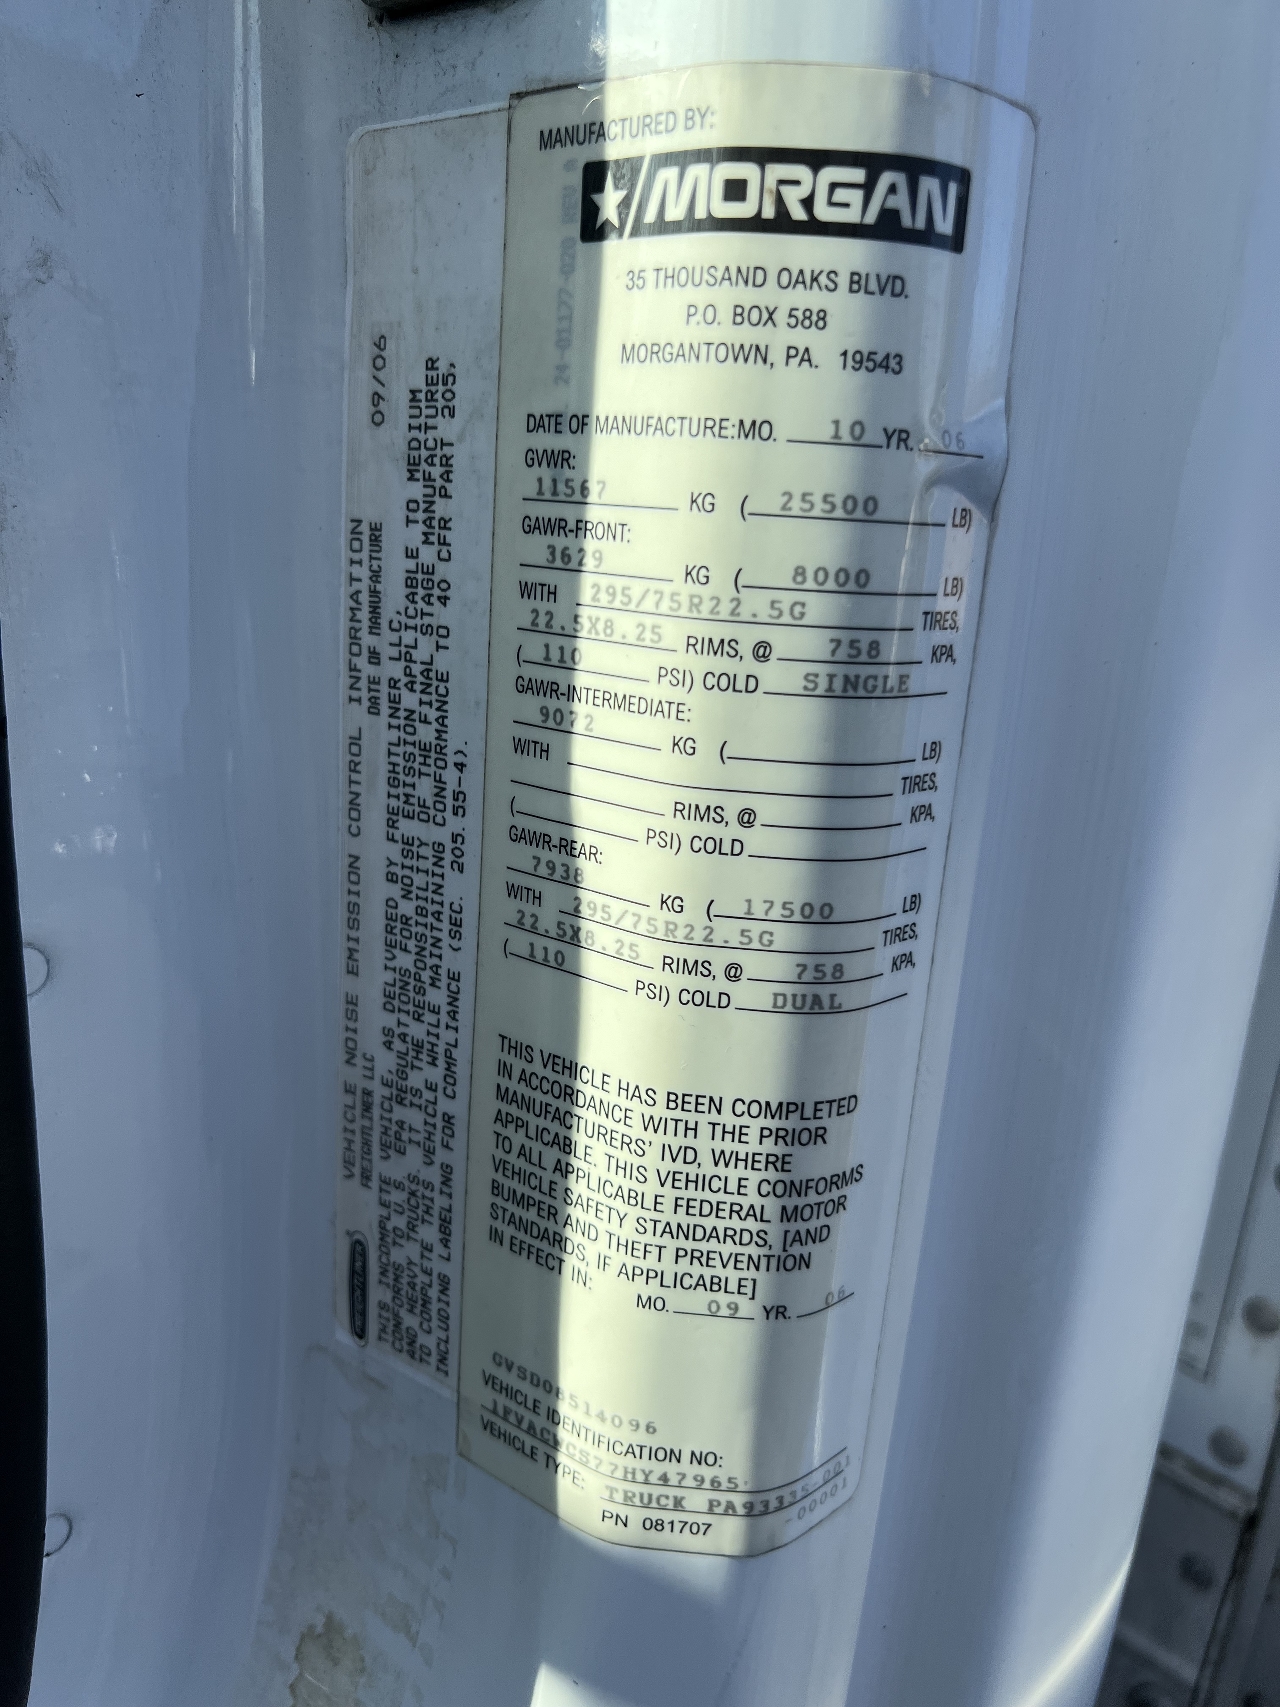 MANUFACTURED BY:
MORGAN
35 THOUSAND OAKS BLVD.
P.O. BOX 588
MORGANTOWN, PA. 19543
DATE OF MANUFACTURE: MO. 10 YR. 06
GVWR:
11567 KG ( 25500 LB)
GAWR-FRONT:
3629 KG ( 8000 LB)
WITH 295/75R22.5G TIRES,
22.5X8.25 RIMS, @ 758 KPA,
( 110 PSI) COLD SINGLE
GAWR-INTERMEDIATE:
9072 KG ( LB)
WITH TIRES,
RIMS, @ KPA,
( PSI) COLD
GAWR-REAR:
7938 KG ( 17500 LB)
WITH 295/75R22.5G TIRES,
22.5X8.25 RIMS, @ 758 KPA,
( 110 PSI) COLD DUAL
THIS VEHICLE HAS BEEN COMPLETED
IN ACCORDANCE WITH THE PRIOR
MANUFACTURERS' IVD, WHERE
APPLICABLE. THIS VEHICLE CONFORMS
TO ALL APPLICABLE FEDERAL MOTOR
VEHICLE SAFETY STANDARDS, [AND
BUMPER AND THEFT PREVENTION
STANDARDS, IF APPLICABLE]
IN EFFECT IN:
MO. 09 YR. 06
GVSD08514096
VEHICLE IDENTIFICATION NO:
1FVACWCS77HY47965
VEHICLE TYPE: TRUCK PA93335-001
-00001
PN 081707
24-01177-020 REV
VEHICLE NOISE EMISSION CONTROL INFORMATION
FREIGHTLINER LLC DATE OF MANUFACTURE 09/06
THIS INCOMPLETE VEHICLE, AS DELIVERED BY FREIGHTLINER LLC,
CONFORMS TO U.S. EPA REGULATIONS FOR NOISE EMISSION APPLICABLE TO MEDIUM
AND HEAVY TRUCKS. IT IS THE RESPONSIBILITY OF THE FINAL STAGE MANUFACTURER
TO COMPLETE THIS VEHICLE WHILE MAINTAINING CONFORMANCE TO 40 CFR PART 205,
INCLUDING LABELING FOR COMPLIANCE (SEC. 205.55-4).